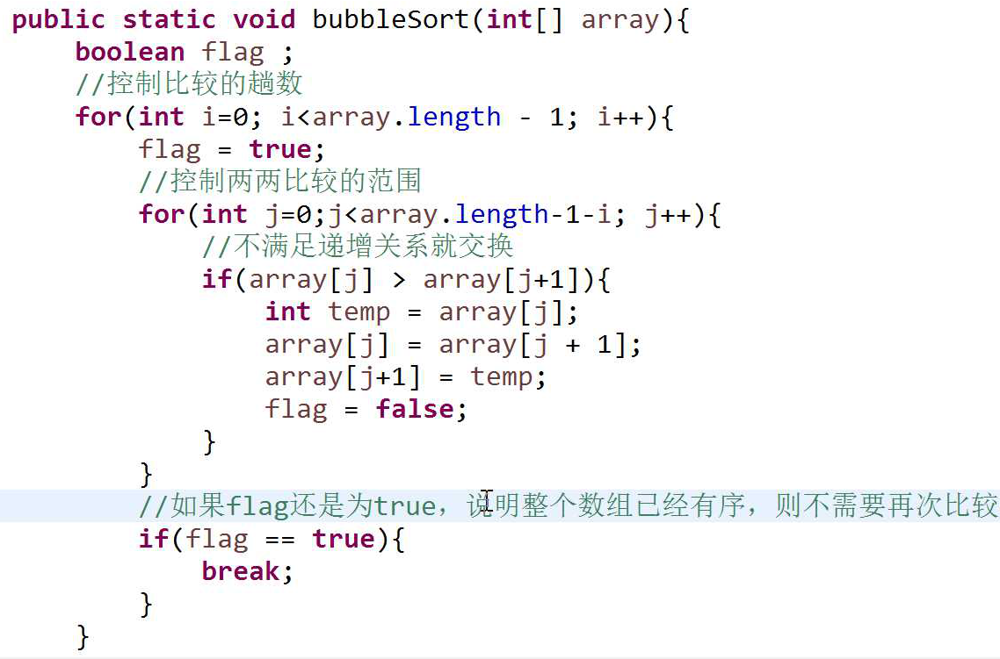 public static void bubbleSort(int[] array){
    boolean flag ;
    //控制比较的趟数
    for(int i=0; i<array.length - 1; i++){
        flag = true;
        //控制两两比较的范围
        for(int j=0;j<array.length-1-i; j++){
            //不满足递增关系就交换
            if(array[j] > array[j+1]){
                int temp = array[j];
                array[j] = array[j + 1];
                array[j+1] = temp;
                flag = false;
            }
        }
        //如果flag还是为true，说明整个数组已经有序，则不需要再次比较
        if(flag == true){
            break;
        }
    }